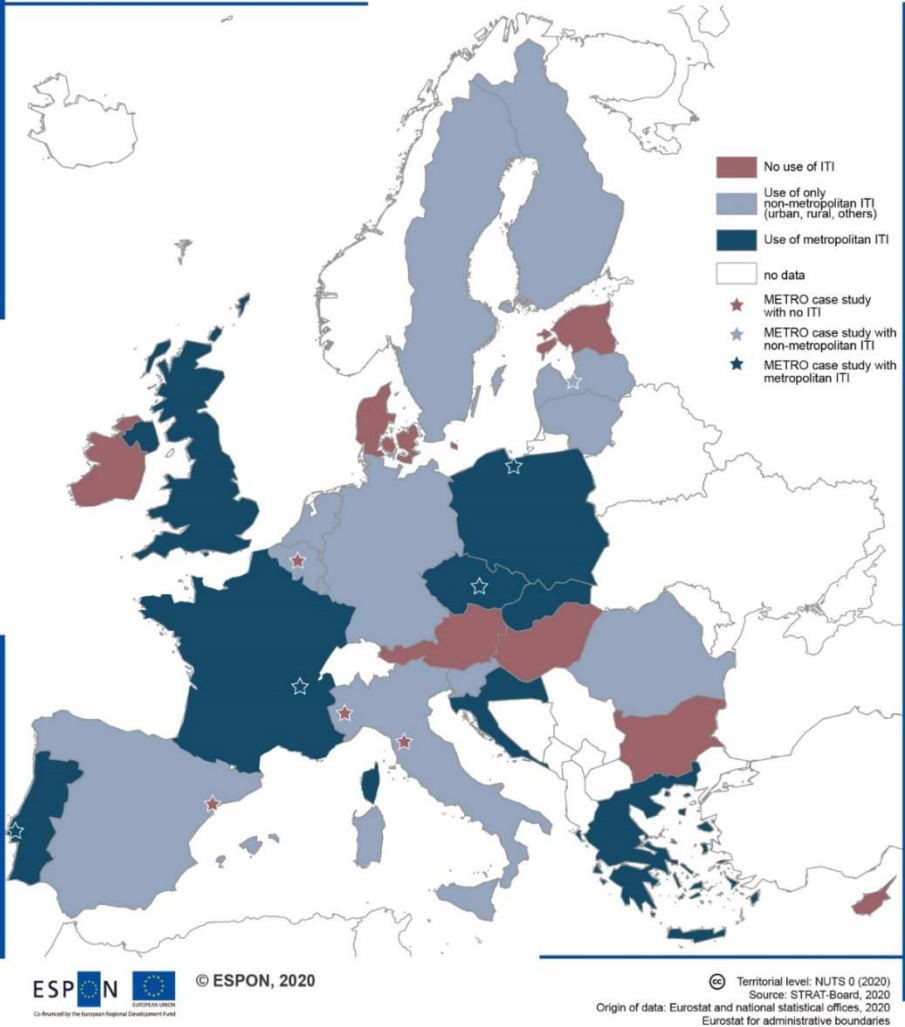 No use of ITI
Use of only
non-metropolitan ITI
(urban, rural, others)
Use of metropolitan ITI
no data
METRO case study
with no ITI
METRO case study with
non-metropolitan ITI
METRO case study with
metropolitan ITI
ESPON
Co-financed by the European Regional Development Fund
EUROPEAN UNION
© ESPON, 2020
cc Territorial level: NUTS 0 (2020)
Source: STRAT-Board, 2020
Origin of data: Eurostat and national statistical offices, 2020
Eurostat for administrative boundaries